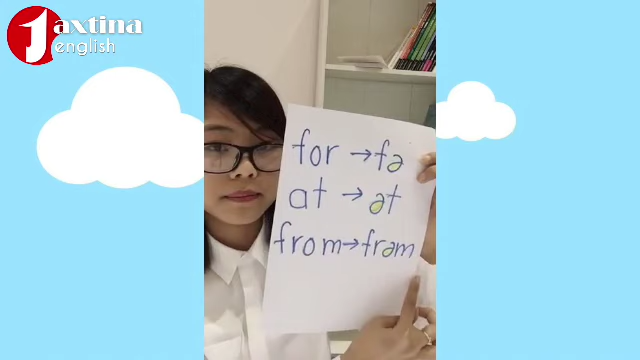 Jaxtina
english
for → fə
at → ət
from → frəm